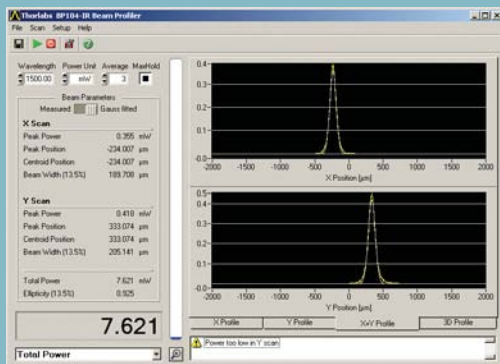 Thorlabs BP104-IR Beam Profiler
File Scan Setup Help
Wavelength Power Unit Average MaxHold
1500.00 mW 3
Beam Parameters
Measured Gauss fitted
X Scan
Peak Power 0.355 mW
Peak Position -234.007 µm
Centroid Position -234.007 µm
Beam Width (13.5%) 189.708 µm
Y Scan
Peak Power 0.410 mW
Peak Position 333.074 µm
Centroid Position 333.074 µm
Beam Width (13.5%) 205.141 µm
Total Power 7.621 mW
Ellipticity (13.5%) 0.925
7.621
Total Power
0.4
0.3
0.2
0.1
-0.0
-2000 -1500 -1000 -500 0 500 1000 1500 2000
X Position [µm]
0.5
0.4
0.3
0.2
0.1
-0.0
-2000 -1500 -1000 -500 0 500 1000 1500 2000
Y Position [µm]
X Profile Y Profile X+Y Profile 3D Profile
Power too low in Y scan